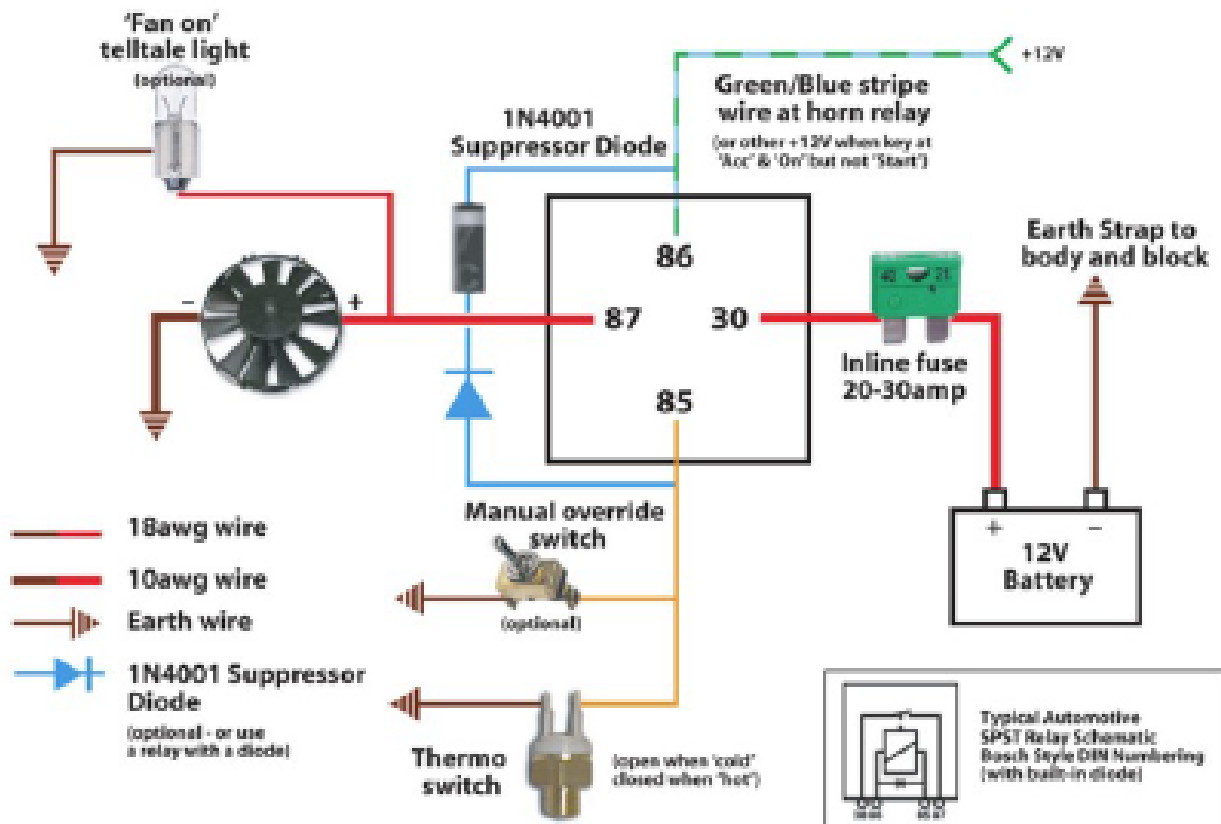 'Fan on'
telltale light
(optional)
1N4001
Suppressor Diode
Green/Blue stripe
wire at horn relay
(or other +12V when key at
'Acc' & 'On' but not 'Start')
+12V
86
87
30
85
40
Inline fuse
20-30amp
Earth Strap to
body and block
−
+
+
−
12V
Battery
Manual override
switch
(optional)
18awg wire
10awg wire
Earth wire
1N4001 Suppressor
Diode
(optional - or use
a relay with a diode)
Thermo
switch
(open when 'cold'
closed when 'hot')
Typical Automotive
SPST Relay Schematic
Bosch Style DIN Numbering
(with built-in diode)